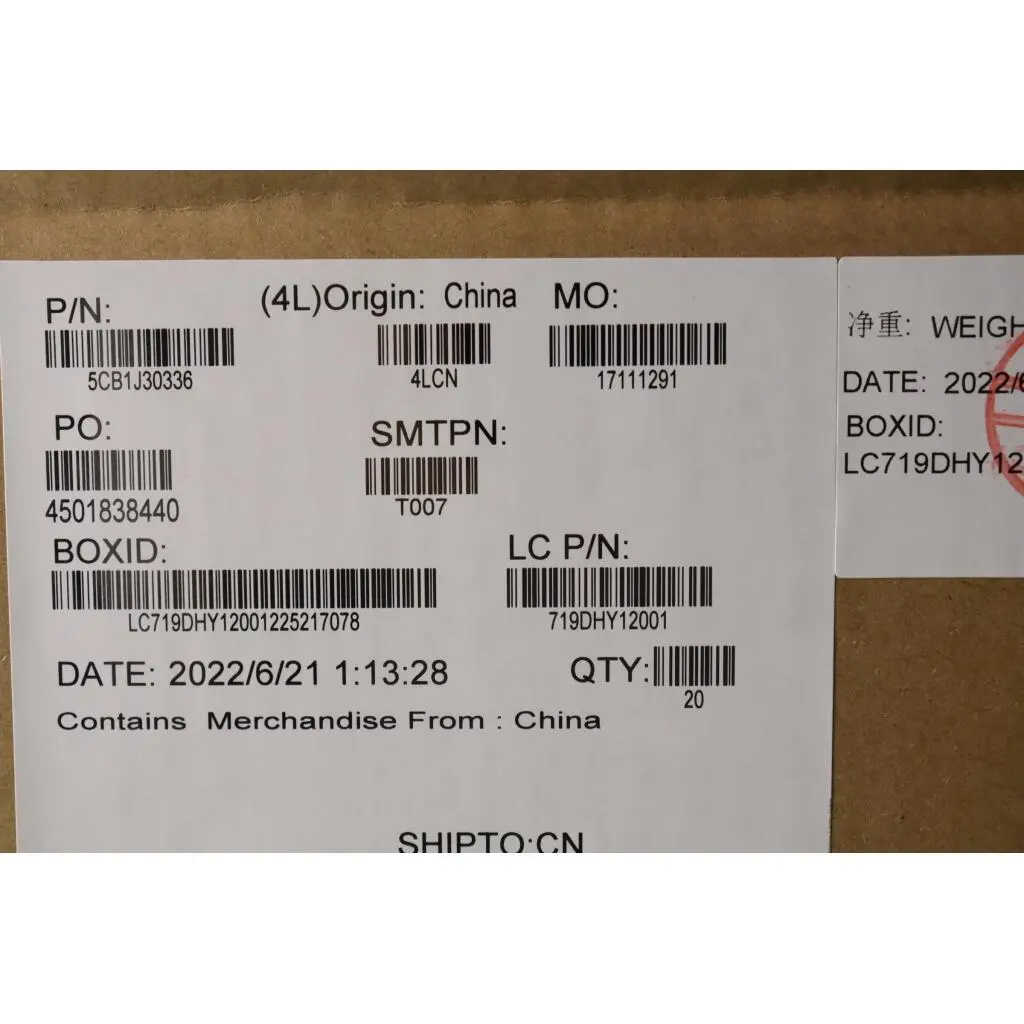 P/N:
(4L)Origin: China
MO:
5CB1J30336
4LCN
17111291
PO:
SMTPN:
4501838440
T007
BOXID:
LC P/N:
LC719DHY12001225217078
719DHY12001
DATE: 2022/6/21 1:13:28
QTY:
20
Contains Merchandise From : China
SHIPTO:CN
净重: WEIGH
DATE: 2022/6
BOXID:
LC719DHY12